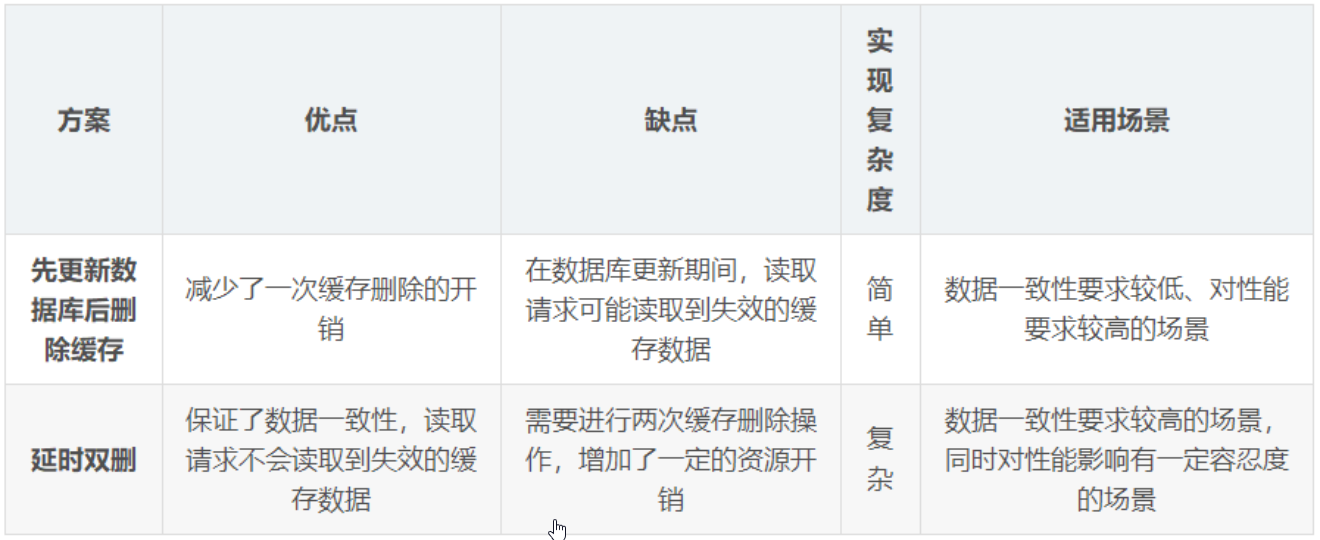 方案
优点
缺点
实
现
复
杂
度
适用场景
先更新数
据库后删
除缓存
减少了一次缓存删除的开
销
在数据库更新期间，读取
请求可能读取到失效的缓
存数据
简
单
数据一致性要求较低、对性能
要求较高的场景
延时双删
保证了数据一致性，读取
请求不会读取到失效的缓
存数据
需要进行两次缓存删除操
作，增加了一定的资源开
销
复
杂
数据一致性要求较高的场景，
同时对性能影响有一定容忍度
的场景